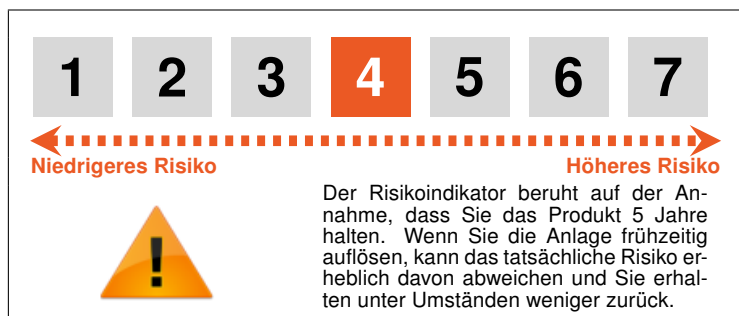 1 2 3 4 5 6 7
Niedrigeres Risiko Höheres Risiko
Der Risikoindikator beruht auf der An-
nahme, dass Sie das Produkt 5 Jahre
halten. Wenn Sie die Anlage frühzeitig
auflösen, kann das tatsächliche Risiko er-
heblich davon abweichen und Sie erhal-
ten unter Umständen weniger zurück.